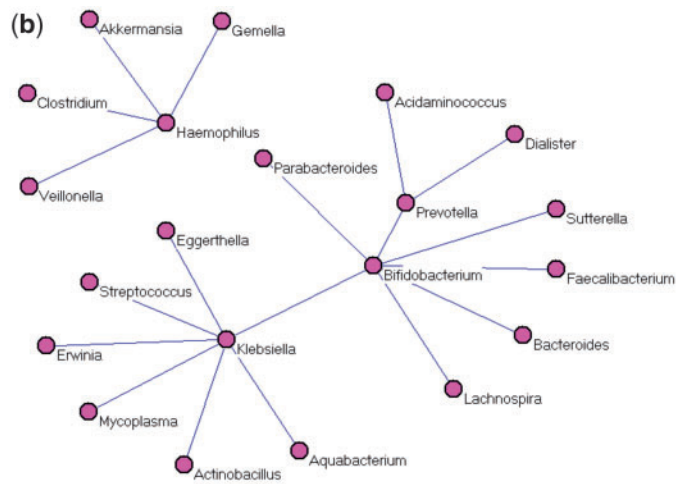 (b)
Akkermansia
Gemella
Clostridium
Haemophilus
Veillonella
Acidaminococcus
Dialister
Parabacteroides
Prevotella
Sutterella
Eggerthella
Bifidobacterium
Faecalibacterium
Streptococcus
Klebsiella
Bacteroides
Erwinia
Lachnospira
Mycoplasma
Aquabacterium
Actinobacillus